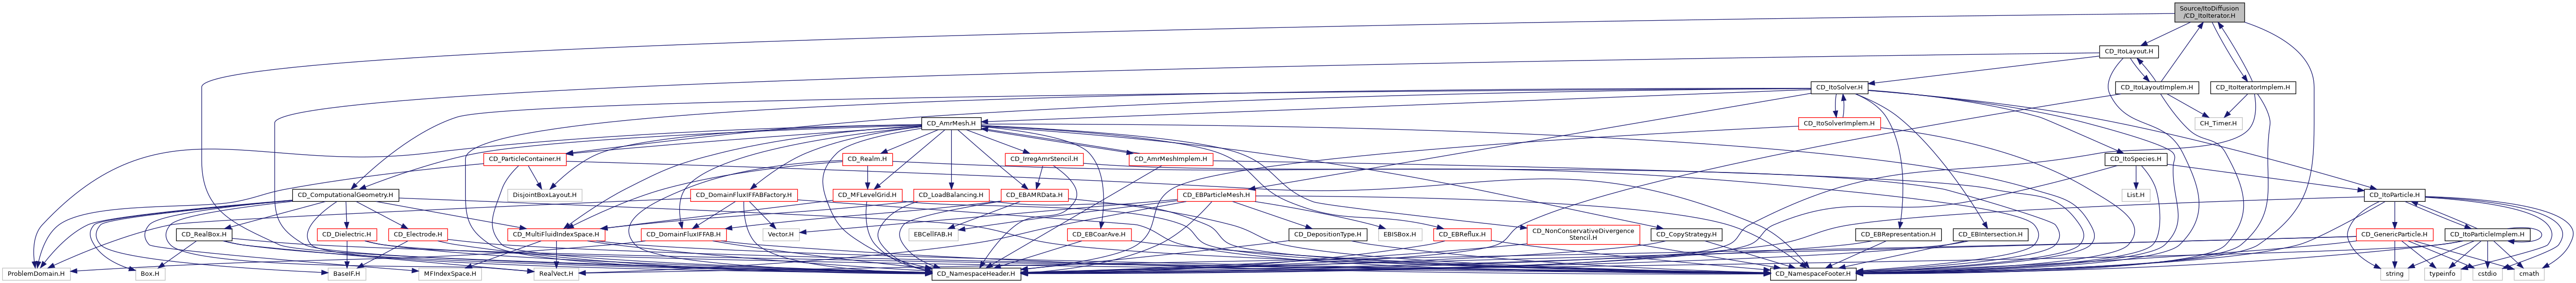 Source/ItoDiffusion
/CD_ItoIterator.H
CD_ItoLayout.H
CD_ItoSolver.H
CD_ItoLayoutImplem.H
CD_ItoIteratorImplem.H
CD_AmrMesh.H
CD_ItoSolverImplem.H
CH_Timer.H
CD_ParticleContainer.H
CD_Realm.H
CD_IrregAmrStencil.H
CD_AmrMeshImplem.H
CD_ItoSpecies.H
CD_ComputationalGeometry.H
DisjointBoxLayout.H
CD_DomainFluxIFFABFactory.H
CD_MFLevelGrid.H
CD_LoadBalancing.H
CD_EBAMRData.H
CD_EBParticleMesh.H
List.H
CD_ItoParticle.H
CD_RealBox.H
CD_Dielectric.H
CD_Electrode.H
CD_MultiFluidIndexSpace.H
CD_DomainFluxIFFAB.H
Vector.H
EBCellFAB.H
CD_EBCoarAve.H
CD_DepositionType.H
EBISBox.H
CD_EBReflux.H
CD_NonConservativeDivergence
Stencil.H
CD_CopyStrategy.H
CD_EBRepresentation.H
CD_EBIntersection.H
CD_GenericParticle.H
CD_ItoParticleImplem.H
ProblemDomain.H
Box.H
BaseIF.H
MFIndexSpace.H
RealVect.H
CD_NamespaceHeader.H
CD_NamespaceFooter.H
string
typeinfo
cstdio
cmath